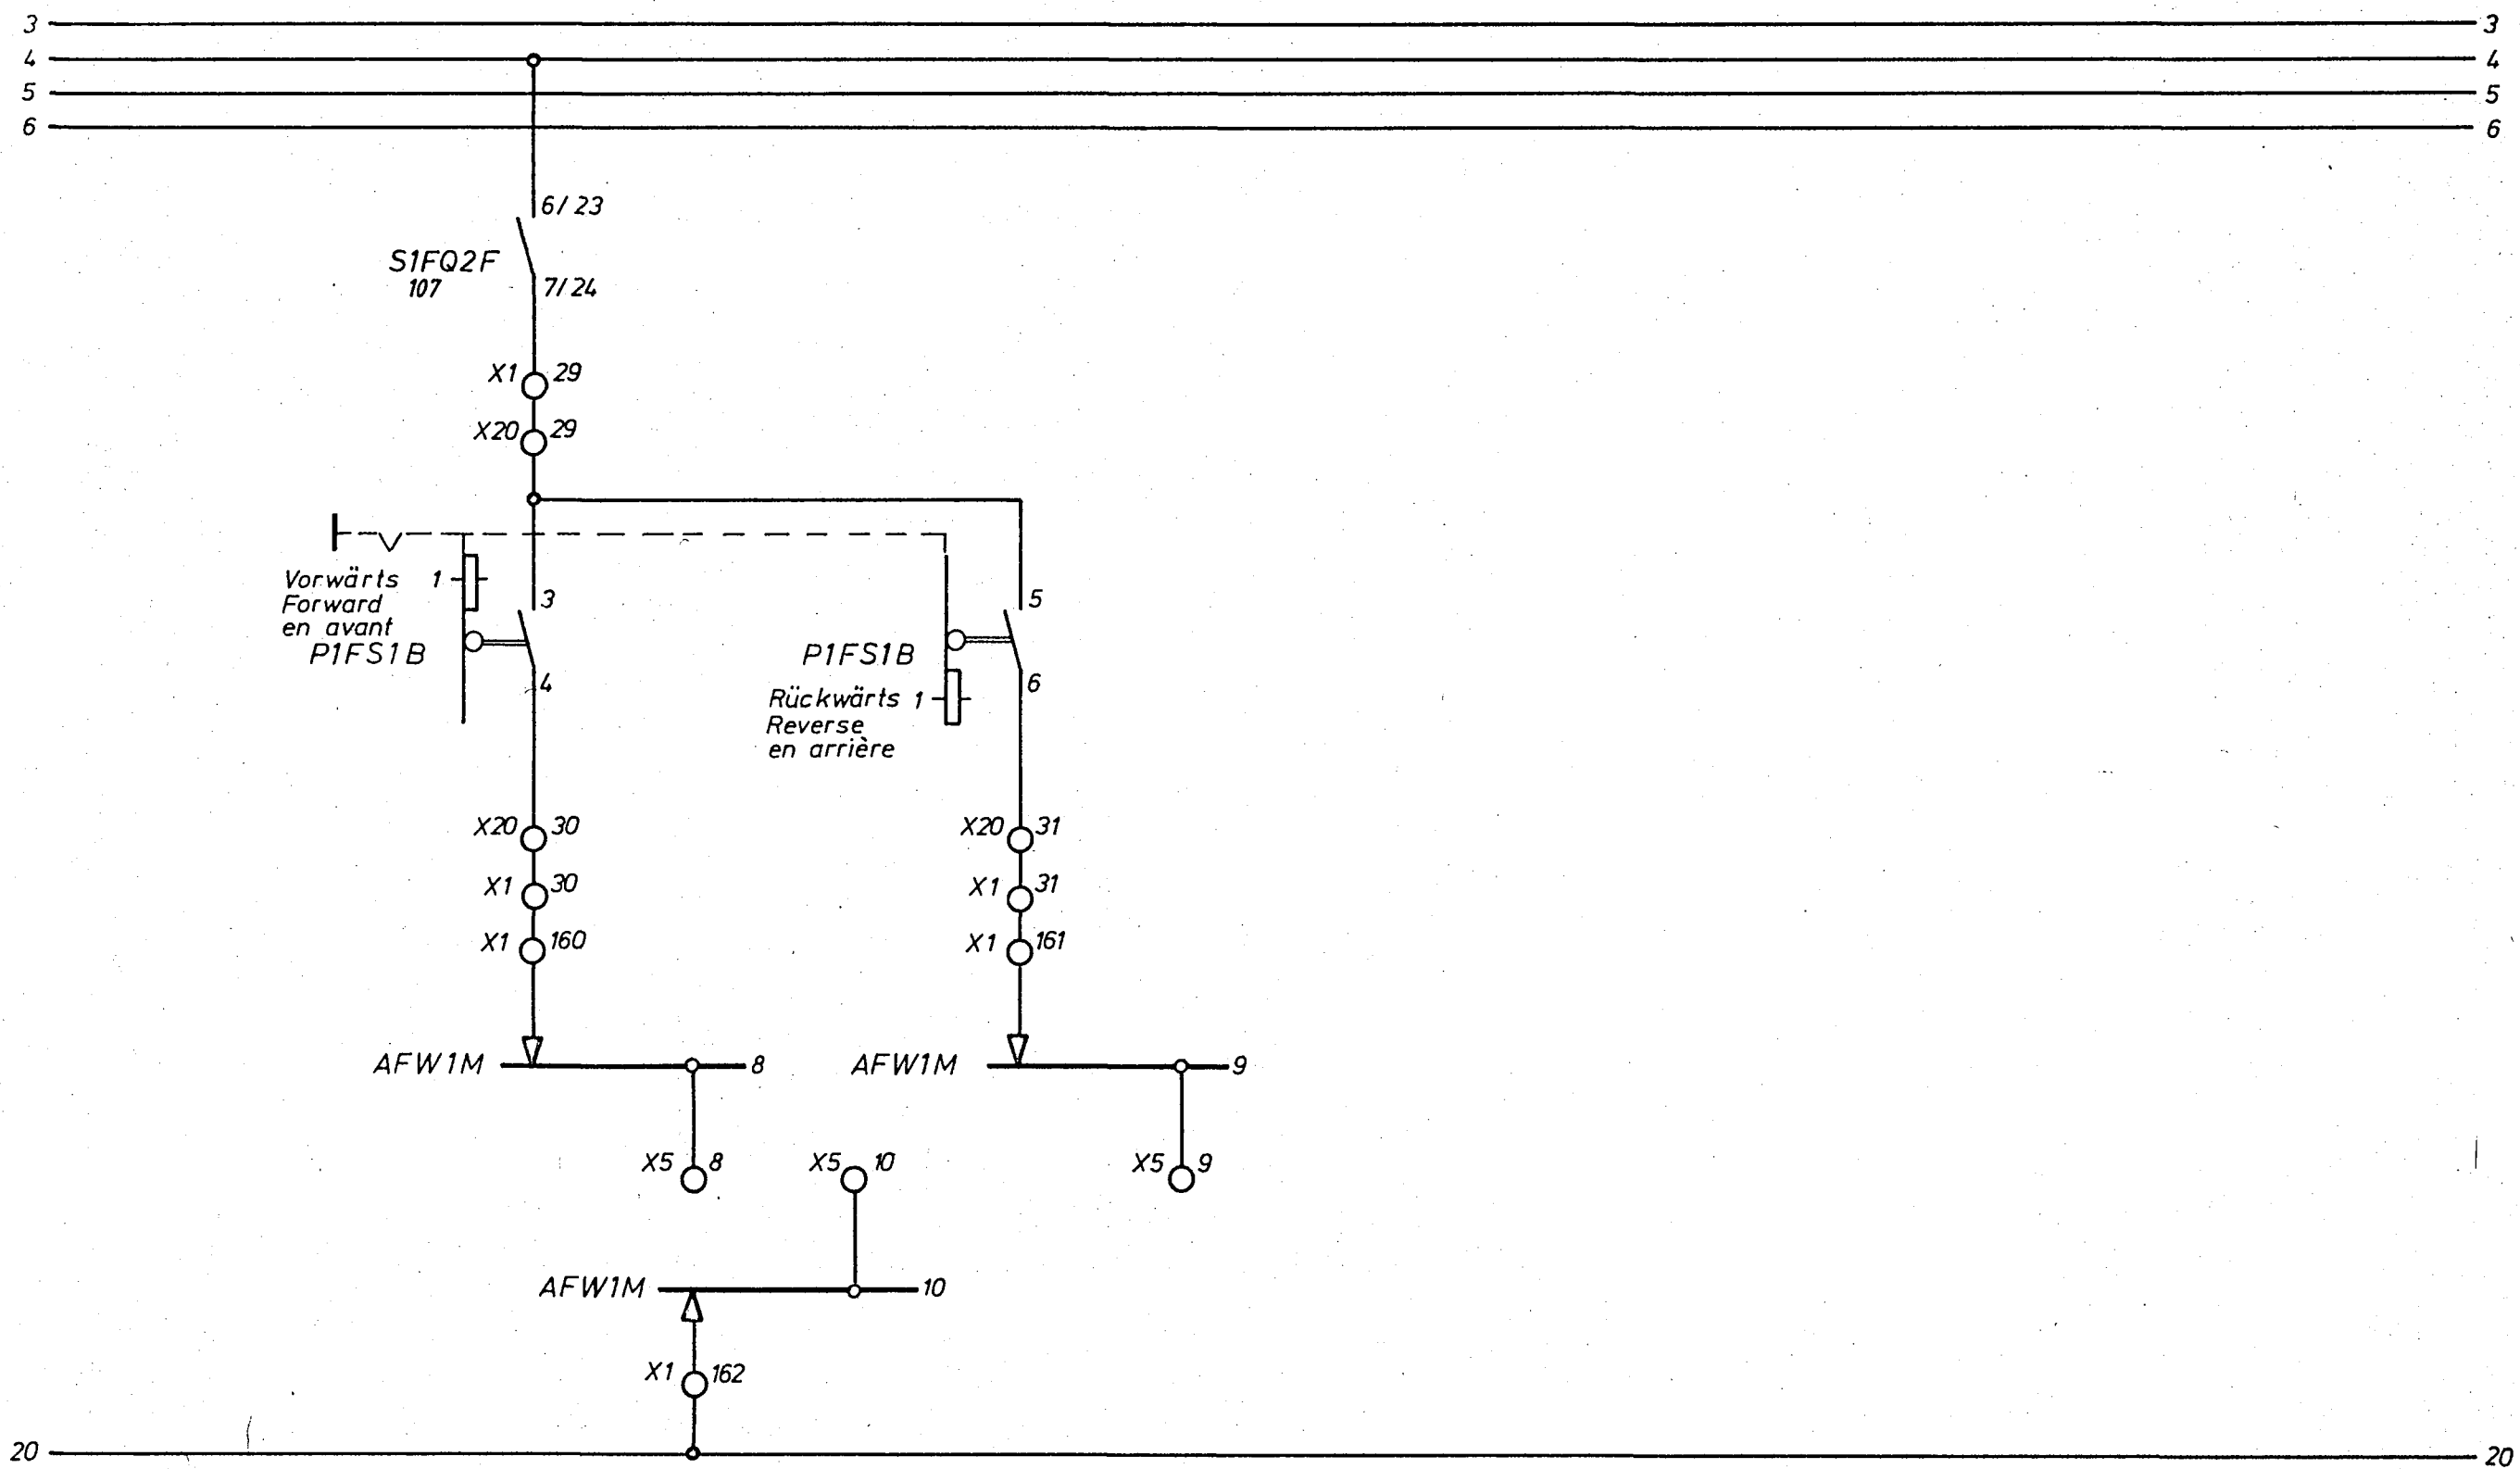 3 3
4 4
5 5
6 6
6/23
S1FQ2F
107
7/24
X1 29
X20 29
Vorwärts 1
Forward
en avant
P1FS1B
3
4
5
P1FS1B
6
Rückwärts 1
Reverse
en arrière
X20 30
X20 31
X1 30
X1 31
X1 160
X1 161
AFW1M 8
AFW1M 9
X5 8
X5 10
X5 9
AFW1M 10
X1 162
20 20